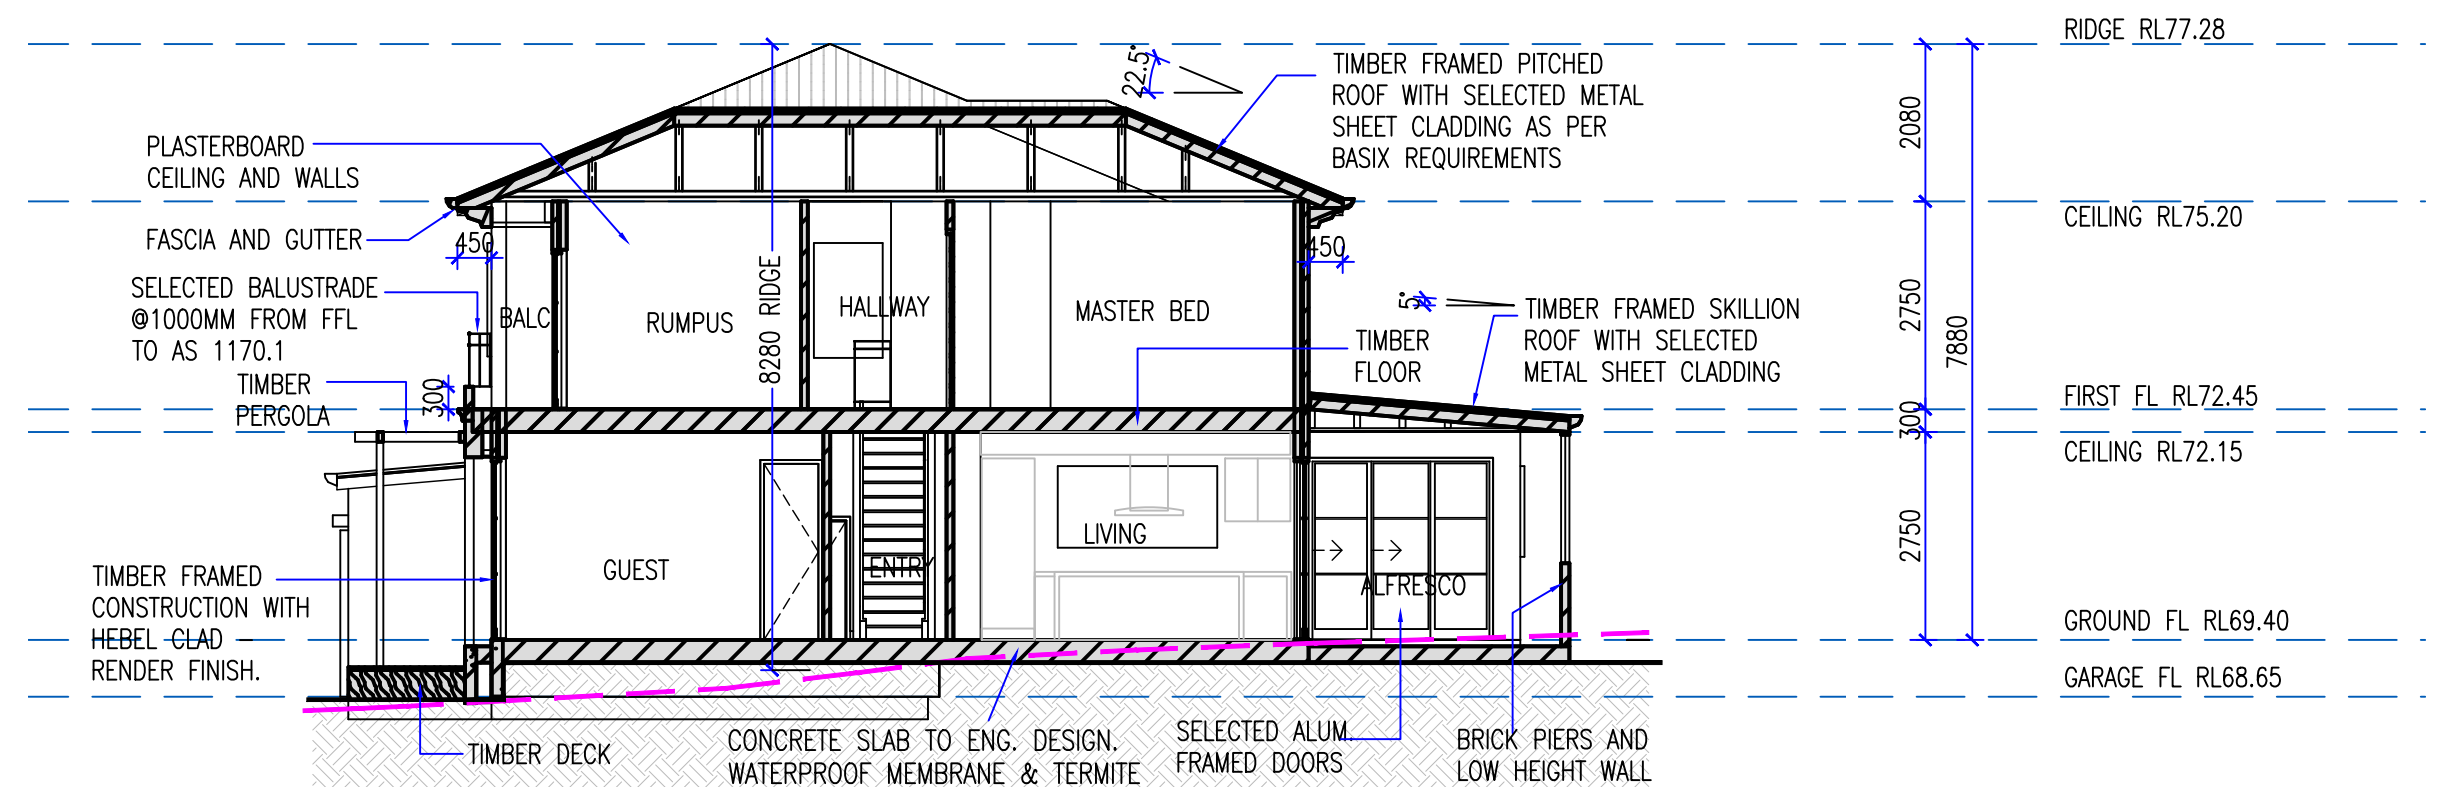 RIDGE RL77.28
22.5°
TIMBER FRAMED PITCHED
ROOF WITH SELECTED METAL
SHEET CLADDING AS PER
BASIX REQUIREMENTS
2080
PLASTERBOARD
CEILING AND WALLS
CEILING RL75.20
FASCIA AND GUTTER
450
450
SELECTED BALUSTRADE
@1000MM FROM FFL
TO AS 1170.1
BALC
RUMPUS
8280 RIDGE
HALLWAY
MASTER BED
5°
TIMBER FRAMED SKILLION
ROOF WITH SELECTED
METAL SHEET CLADDING
TIMBER
FLOOR
2750
7880
TIMBER
PERGOLA
300
FIRST FL RL72.45
300
CEILING RL72.15
2750
LIVING
GUEST
ENTRY
ALFRESCO
TIMBER FRAMED
CONSTRUCTION WITH
HEBEL CLAD –
RENDER FINISH.
GROUND FL RL69.40
GARAGE FL RL68.65
TIMBER DECK
CONCRETE SLAB TO ENG. DESIGN.
WATERPROOF MEMBRANE & TERMITE
SELECTED ALUM.
FRAMED DOORS
BRICK PIERS AND
LOW HEIGHT WALL